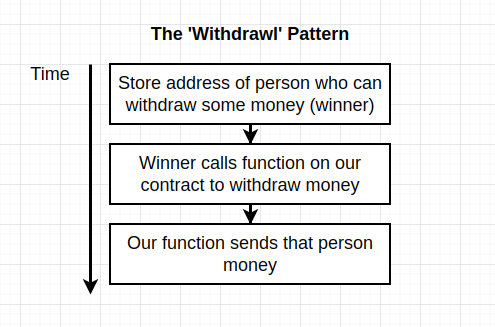 The 'Withdrawl' Pattern
Time
Store address of person who can
withdraw some money (winner)
Winner calls function on our
contract to withdraw money
Our function sends that person
money